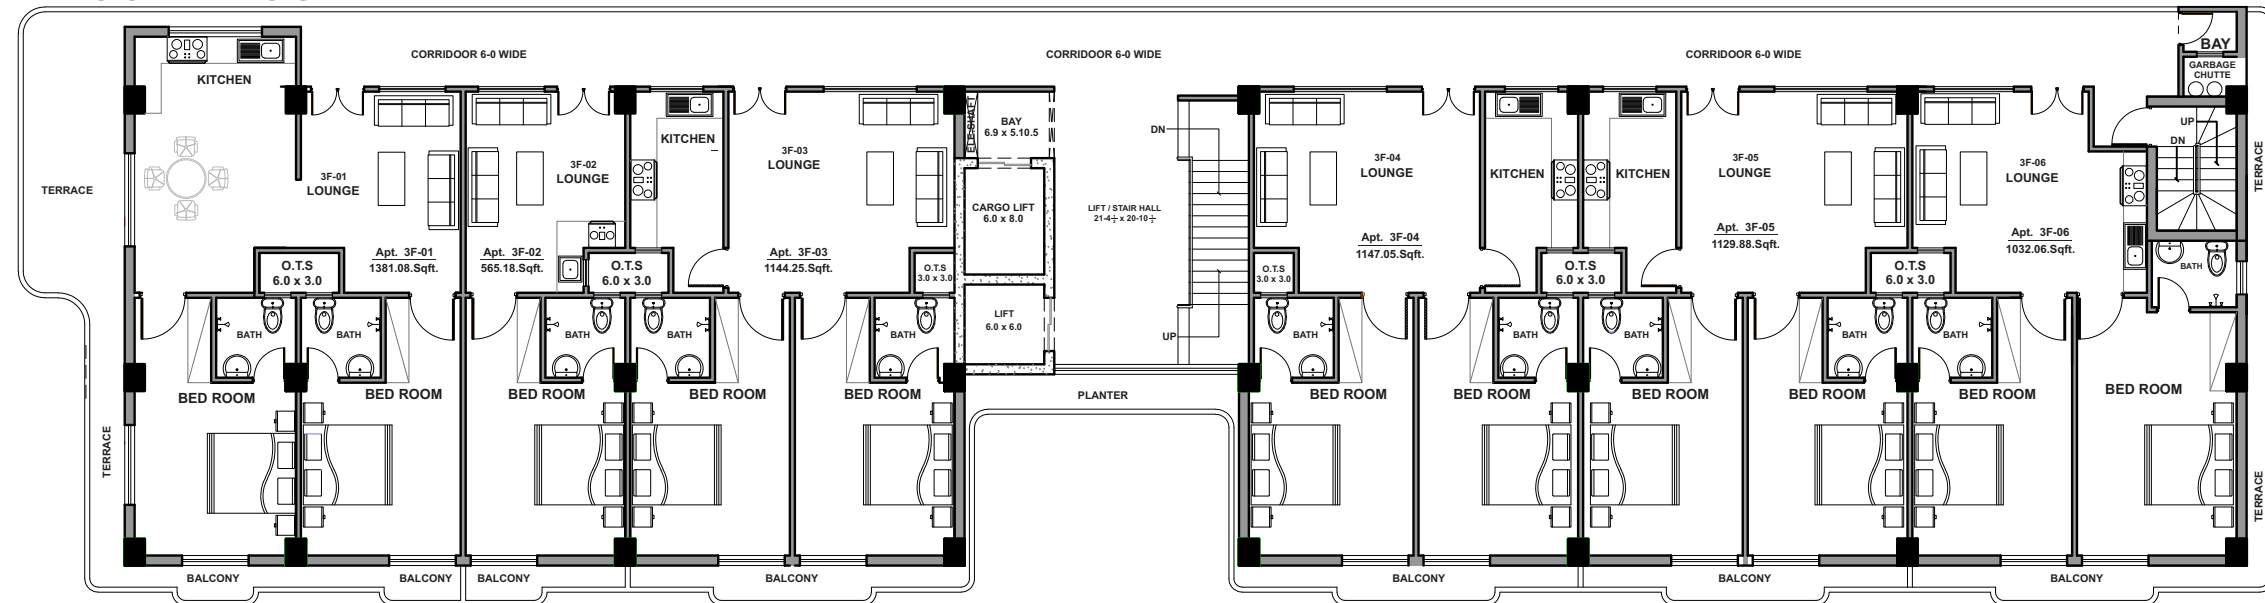 CORRIDOOR 6-0 WIDE
CORRIDOOR 6-0 WIDE
CORRIDOOR 6-0 WIDE
BAY
GARBAGE
CHUTTE
KITCHEN
TERRACE
3F-01
LOUNGE
Apt. 3F-01
1381.08.Sqft.
O.T.S
6.0 x 3.0
3F-02
LOUNGE
Apt. 3F-02
565.18.Sqft.
O.T.S
6.0 x 3.0
KITCHEN
3F-03
LOUNGE
Apt. 3F-03
1144.25.Sqft.
O.T.S
3.0 x 3.0
ELE.SHAFT
BAY
6.9 x 5.10.5
CARGO LIFT
6.0 x 8.0
LIFT
6.0 x 6.0
DN
LIFT / STAIR HALL
UP
3F-04
LOUNGE
Apt. 3F-04
1147.05.Sqft.
O.T.S
3.0 x 3.0
KITCHEN
O.T.S
6.0 x 3.0
KITCHEN
3F-05
LOUNGE
Apt. 3F-05
1129.88.Sqft.
O.T.S
6.0 x 3.0
3F-06
LOUNGE
Apt. 3F-06
1032.06.Sqft.
UP
DN
TERRACE
BATH
BATH
BATH
BATH
BATH
BATH
BATH
BATH
BATH
BATH
BATH
BED ROOM
BED ROOM
BED ROOM
BED ROOM
BED ROOM
PLANTER
BED ROOM
BED ROOM
BED ROOM
BED ROOM
BED ROOM
BED ROOM
TERRACE
TERRACE
BALCONY
BALCONY
BALCONY
BALCONY
BALCONY
BALCONY
BALCONY